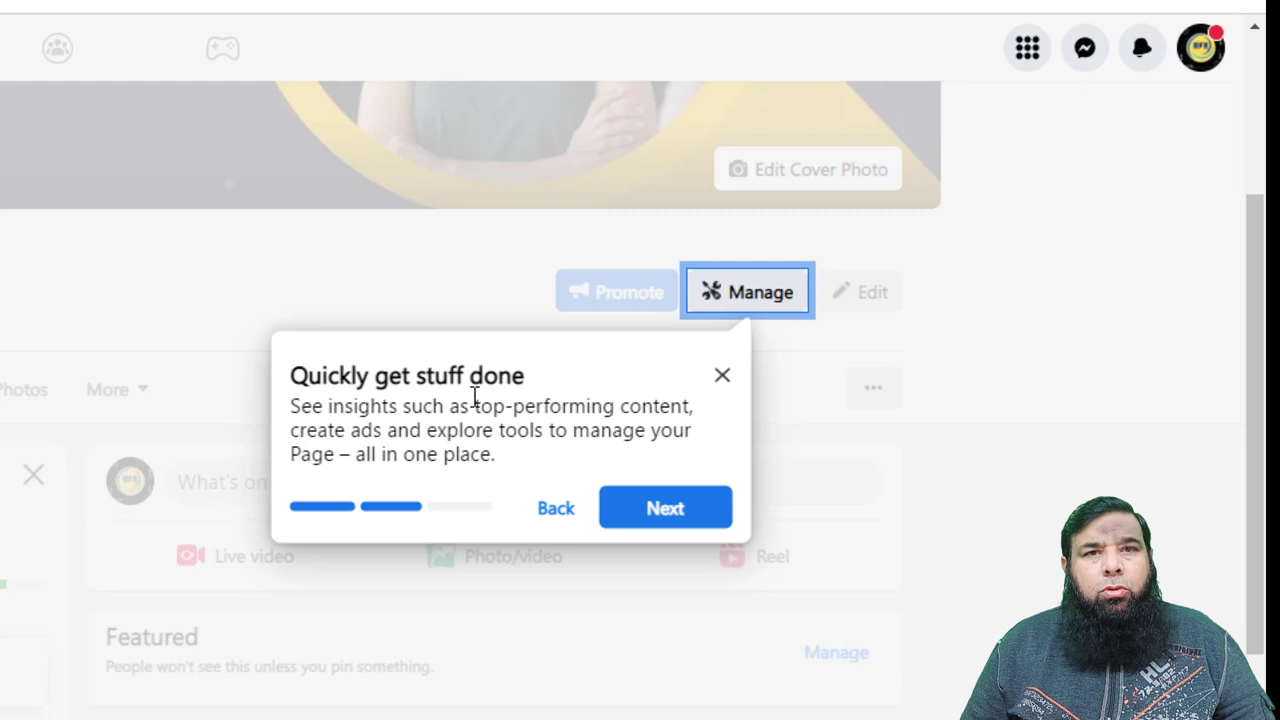 Edit Cover Photo
Promote
Manage
Edit
Photos
More
Quickly get stuff done
See insights such as top-performing content,
create ads and explore tools to manage your
Page – all in one place.
What's on
Back
Next
Live video
Photo/video
Reel
Featured
Manage
People won't see this unless you pin something.